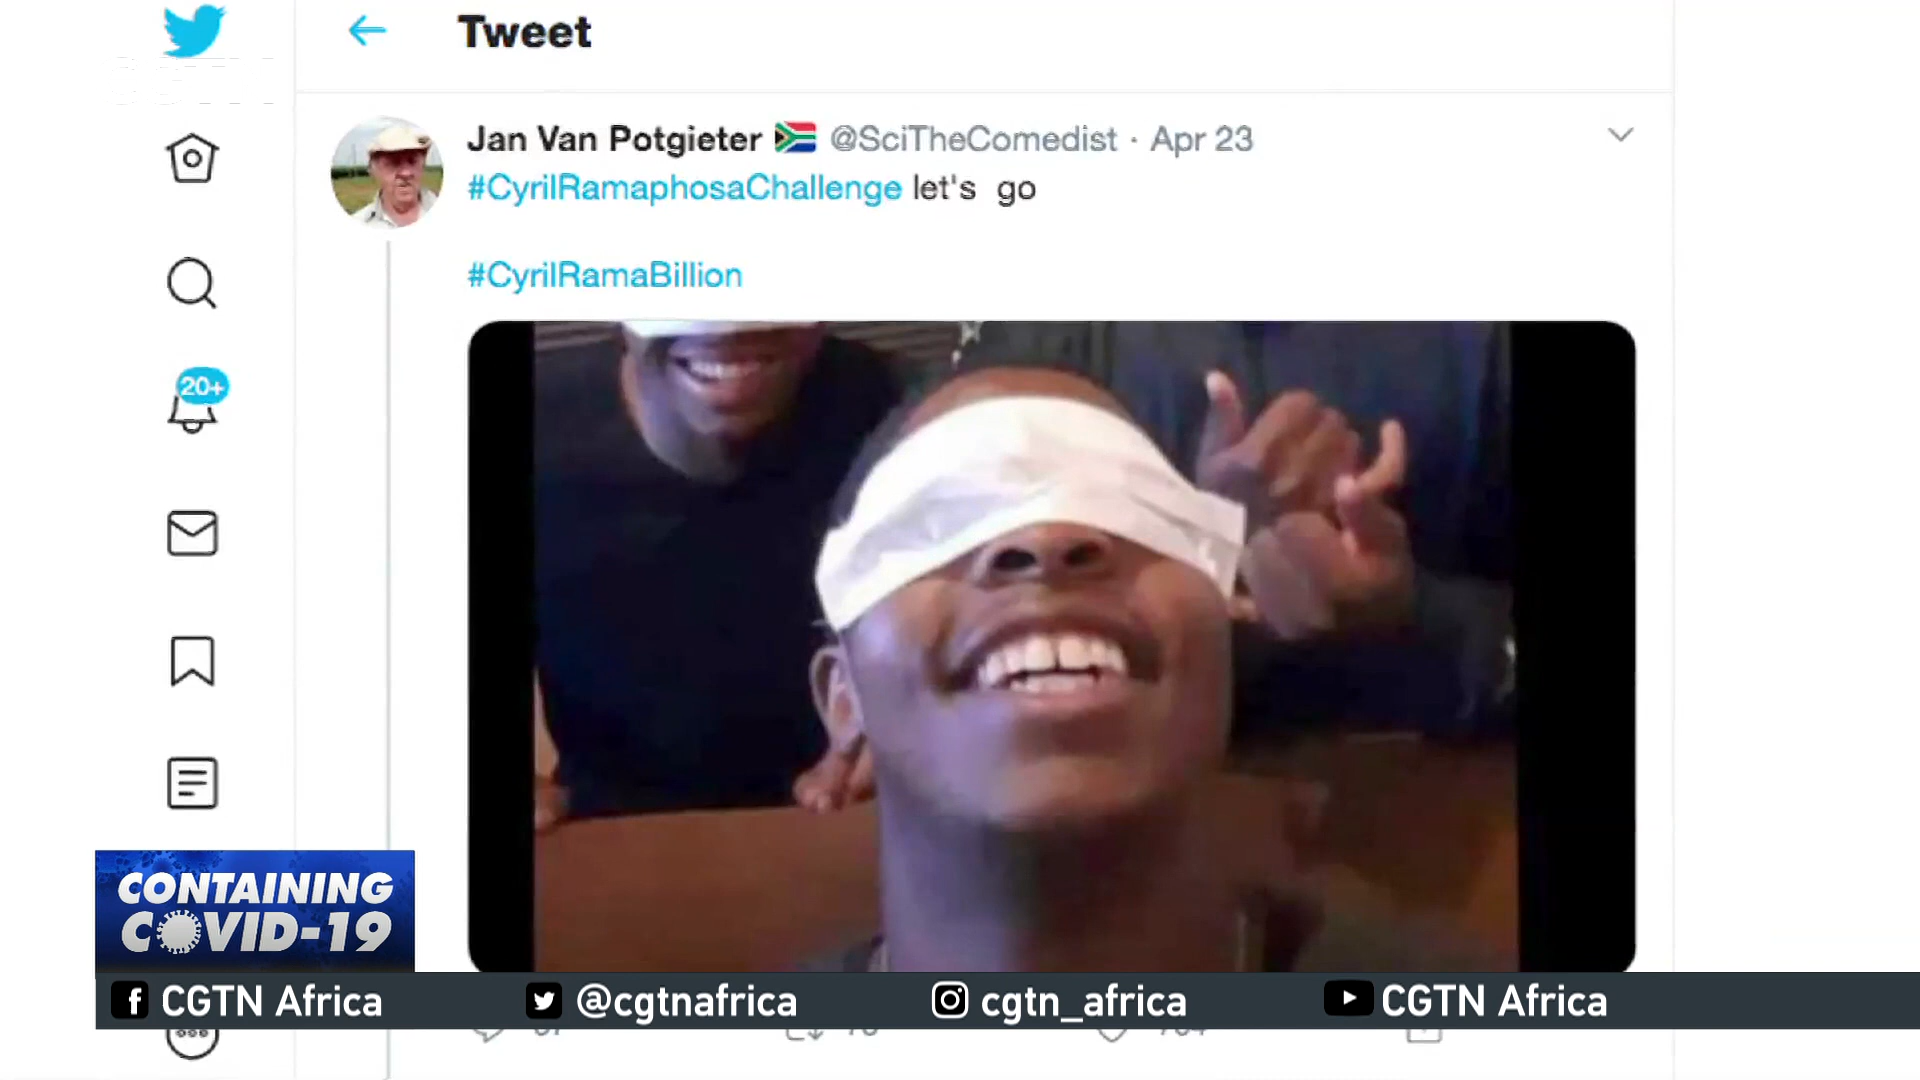 Tweet
Jan Van Potgieter @SciTheComedist · Apr 23
#CyrilRamaphosaChallenge let's go
#CyrilRamaBillion
20+
CONTAINING
COVID-19
CGTN Africa
@cgtnafrica
cgtn_africa
CGTN Africa